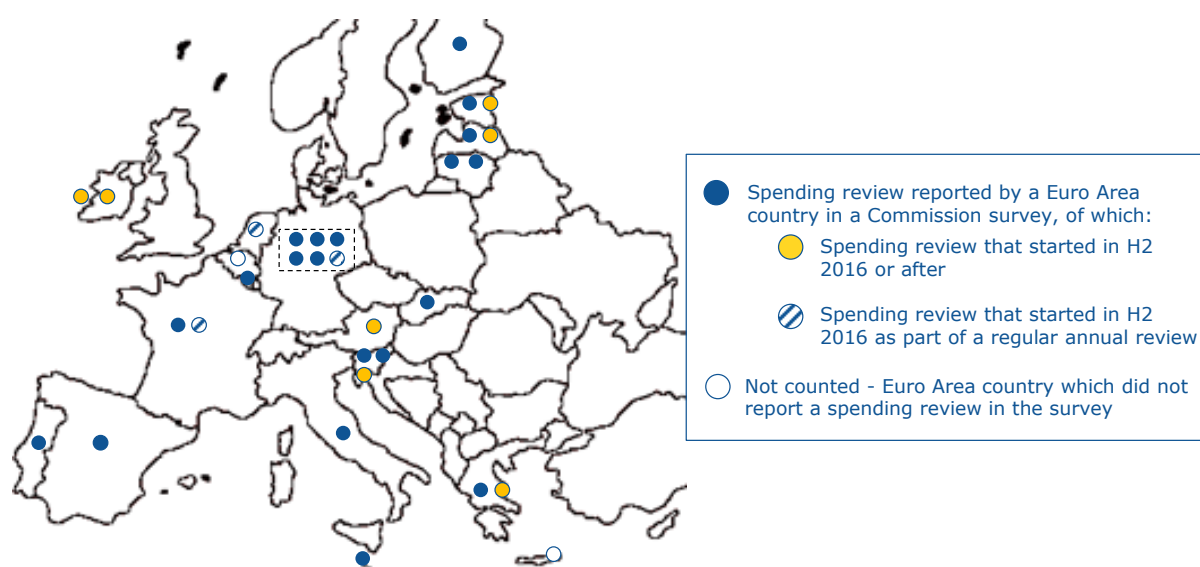 Spending review reported by a Euro Area
country in a Commission survey, of which:
Spending review that started in H2
2016 or after
Spending review that started in H2
2016 as part of a regular annual review
Not counted - Euro Area country which did not
report a spending review in the survey